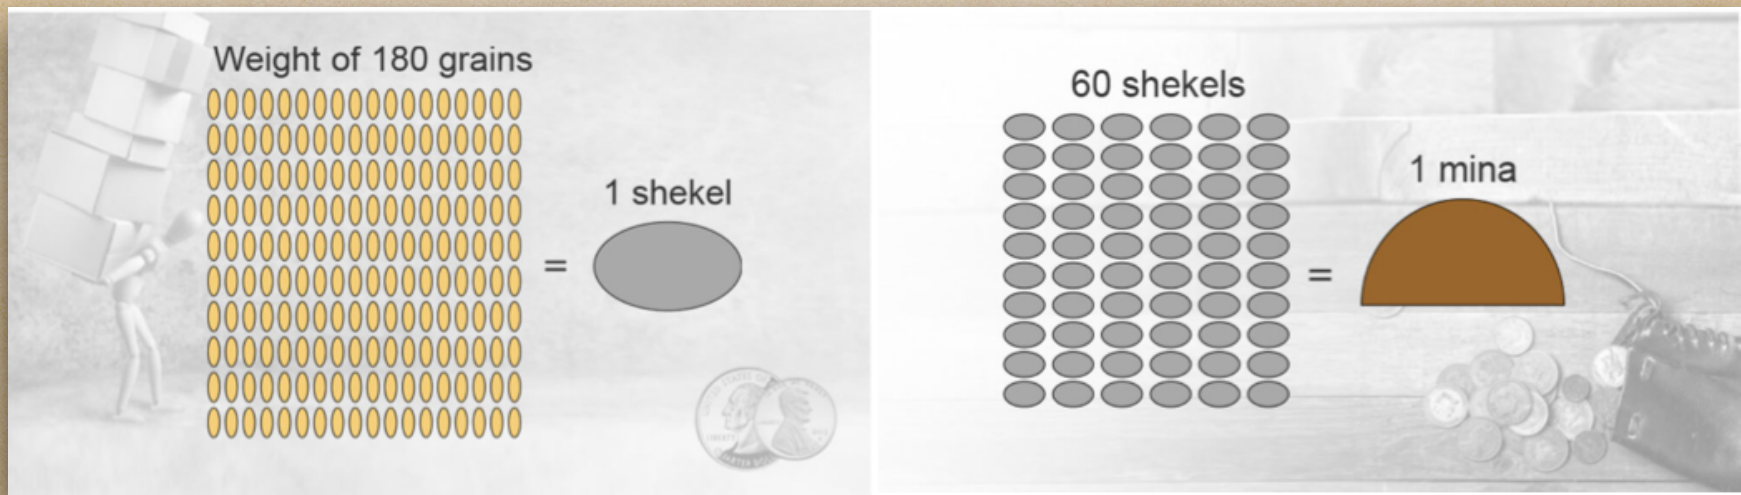 Weight of 180 grains
1 shekel
=
60 shekels
1 mina
=